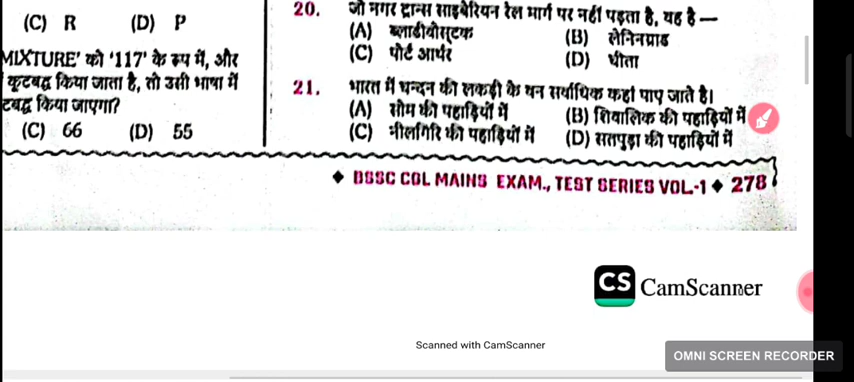 (C) R (D) P
MIXTURE' को '117' के रूप में, और
कूटबद्ध किया जाता है, तो उसी भाषा में
टबद्ध किया जाएगा?
(C) 66 (D) 55
20. जो नगर ट्रान्स साइबेरियन रेल मार्ग पर नहीं पड़ता है, वह है —
(A) ब्लाडीवोस्टक (B) लेनिनग्राड
(C) पोर्ट आर्थर (D) चीता
21. भारत में चन्दन की लकड़ी के वन सर्वाधिक कहां पाए जाते है।
(A) सोम की पहाड़ियों में (B) शिवालिक की पहाड़ियों में
(C) नीलगिरि की पहाड़ियों में (D) सतपुड़ा की पहाड़ियों में
◆ DSSC CGL MAINS EXAM., TEST SERIES VOL.-1 ◆ 278
CS CamScanner
Scanned with CamScanner
OMNI SCREEN RECORDER